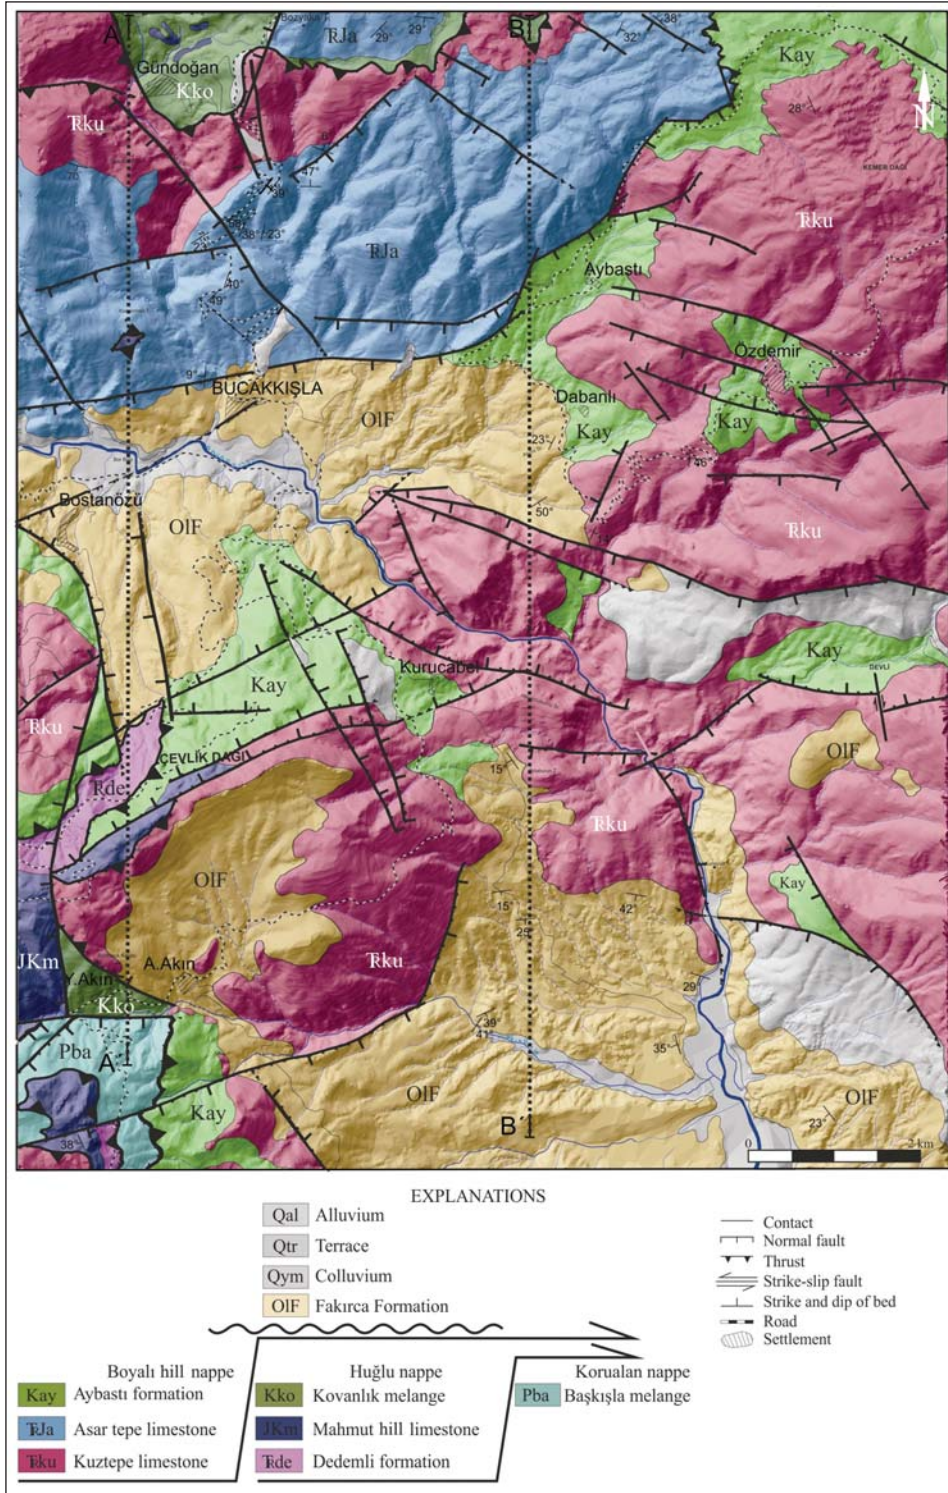 A
Bozyaka T.
TRJa
29°
29°
B
38°
32°
Kay
Gündoğan
Kko
N
TRku
28°
KEMER DAĞI
47°
39
TRku
38° 23°
23°
TRJa
40°
49°
Aybastı
Özdemir
9°
BUCAKKIŞLA
OlF
Dabanlı
Kay
Kay
23°
46°
Bostanözü
OlF
50°
TRku
Kay
Kurucabel
Kay
DEVLİ
TRku
ÇEVLİK DAĞI
OlF
TRde
15°
TRku
OlF
Kay
15°
42°
25°
JKm
A.Akın
TRku
Y.Akın
Kko
29°
39°
41°
Pba
A´
35°
OlF
OlF
Kay
B´
23°
38°
0
2 km
EXPLANATIONS
Qal Alluvium
Qtr Terrace
Qym Colluvium
OlF Fakırca Formation
Contact
Normal fault
Thrust
Strike-slip fault
Strike and dip of bed
Road
Settlement
Boyalı hill nappe
Huğlu nappe
Korualan nappe
Kay Aybastı formation
Kko Kovanlık melange
Pba Başkışla melange
TRJa Asar tepe limestone
JKm Mahmut hill limestone
TRku Kuztepe limestone
TRde Dedemli formation